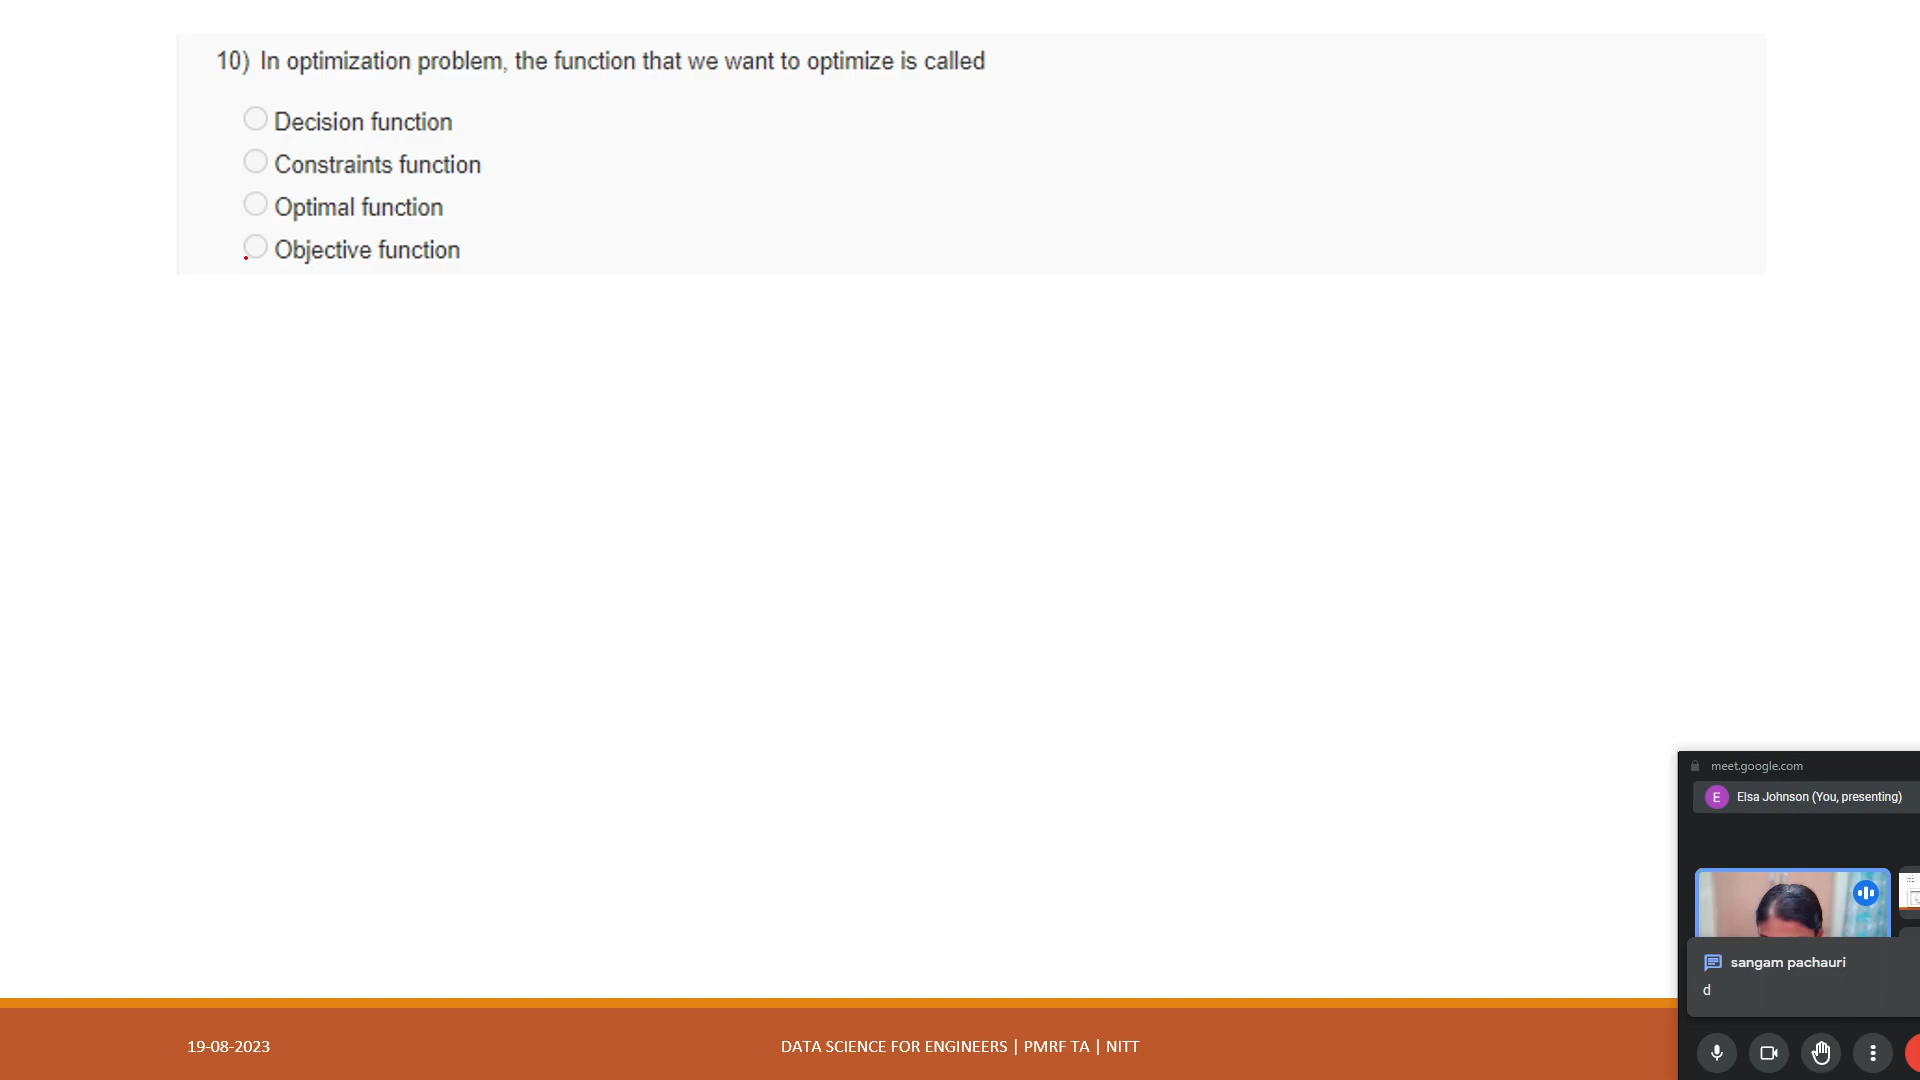 10) In optimization problem, the function that we want to optimize is called
Decision function
Constraints function
Optimal function
Objective function
meet.google.com
E Elsa Johnson (You, presenting)
sangam pachauri
d
19-08-2023
DATA SCIENCE FOR ENGINEERS | PMRF TA | NITT